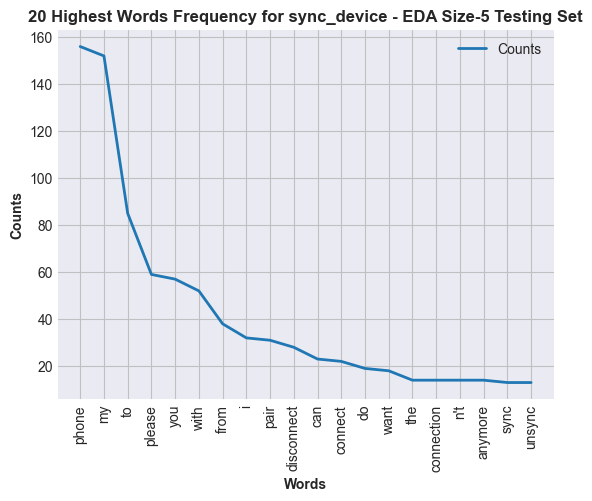 20 Highest Words Frequency for sync_device - EDA Size-5 Testing Set
Counts
160
140
120
100
80
60
40
20
Counts
phone
my
to
please
you
with
from
i
pair
disconnect
can
connect
do
want
the
connection
n't
anymore
sync
unsync
Words